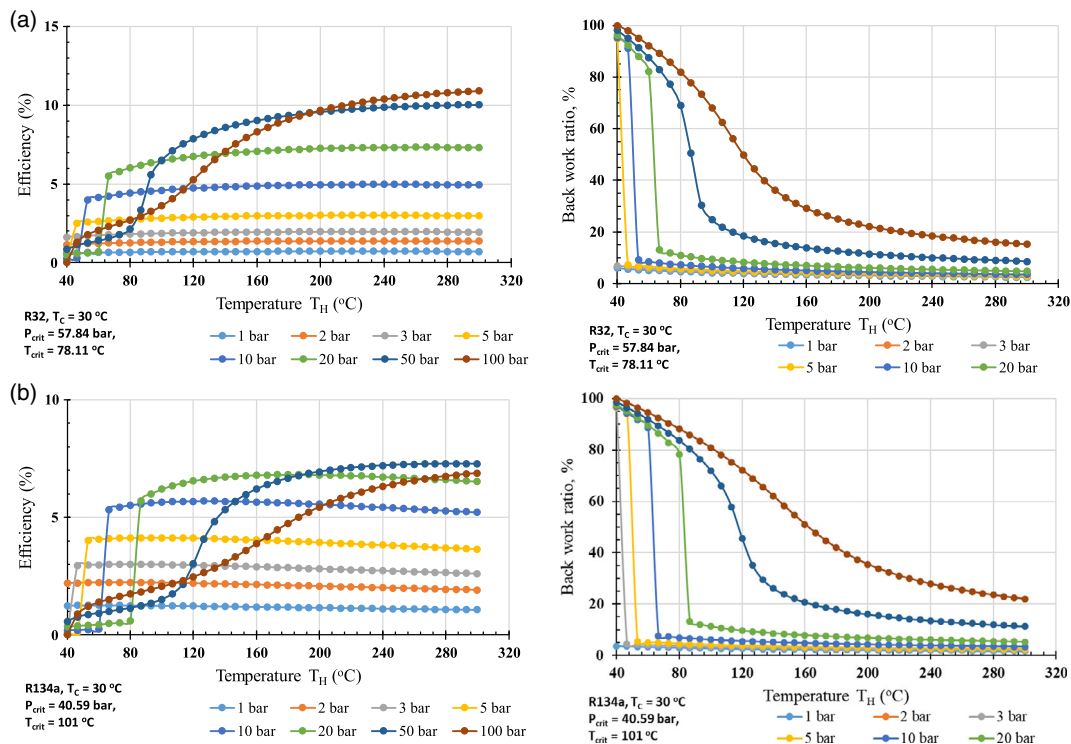 (a)
15
10
5
0
Efficiency (%)
40 80 120 160 200 240 280 320
Temperature T_H (°C)
R32, T_C = 30 °C
P_crit = 57.84 bar,
T_crit = 78.11 °C
1 bar 2 bar 3 bar 5 bar
10 bar 20 bar 50 bar 100 bar
100
80
60
40
20
0
Back work ratio, %
40 80 120 160 200 240 280 320
Temperature T_H (°C)
R32, T_C = 30 °C
P_crit = 57.84 bar,
T_crit = 78.11 °C
1 bar 2 bar 3 bar
5 bar 10 bar 20 bar
(b)
10
5
0
Efficiency (%)
40 80 120 160 200 240 280 320
Temperature T_H (°C)
R134a, T_C = 30 °C
P_crit = 40.59 bar,
T_crit = 101 °C
1 bar 2 bar 3 bar 5 bar
10 bar 20 bar 50 bar 100 bar
100
80
60
40
20
0
Back work ratio, %
40 80 120 160 200 240 280 320
Temperature T_H (°C)
R134a, T_C = 30 °C
P_crit = 40.59 bar,
T_crit = 101 °C
1 bar 2 bar 3 bar
5 bar 10 bar 20 bar